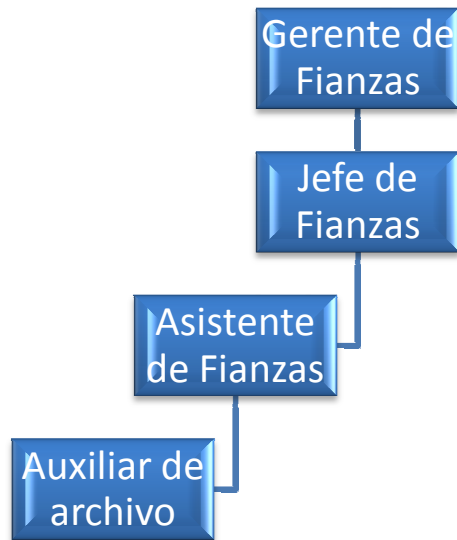 Gerente de
Fianzas
Jefe de
Fianzas
Asistente
de Fianzas
Auxiliar de
archivo